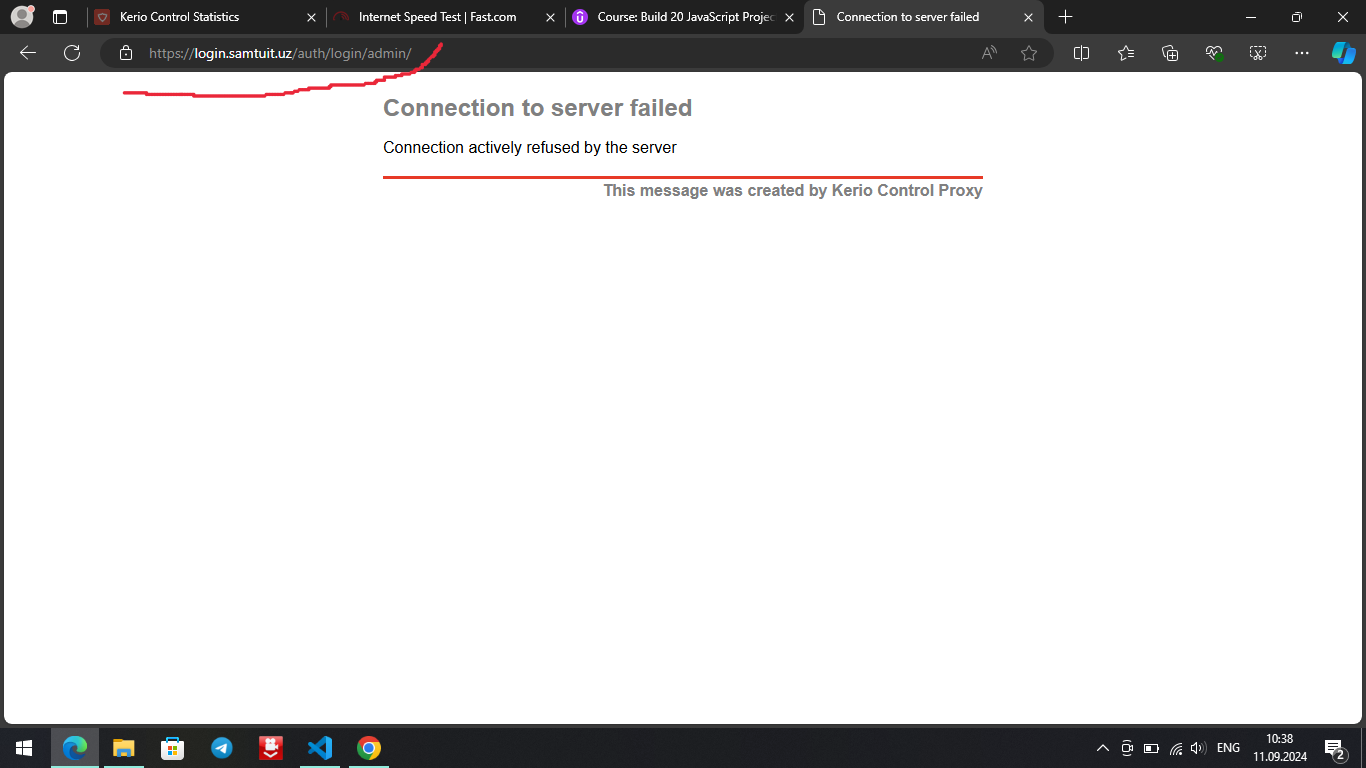 Kerio Control Statistics
Internet Speed Test | Fast.com
Course: Build 20 JavaScript Projec
Connection to server failed
https://login.samtuit.uz/auth/login/admin/
Connection to server failed
Connection actively refused by the server
This message was created by Kerio Control Proxy
ENG
10:38
11.09.2024
2